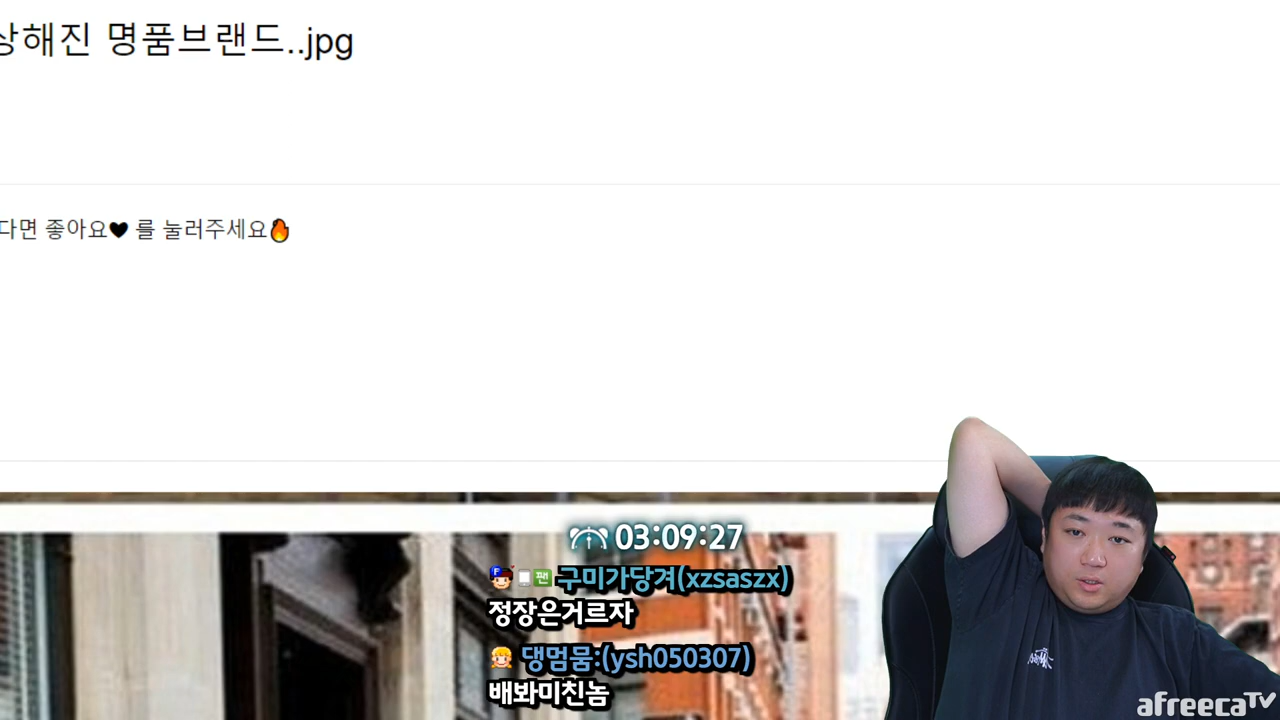 상해진 명품브랜드..jpg
다면 좋아요♥ 를 눌러주세요🔥
03:09:27
구미가당겨(xzsaszx)
정장은거르자
댕멈뭄:(ysh050307)
배봐미친놈
afreecaTV